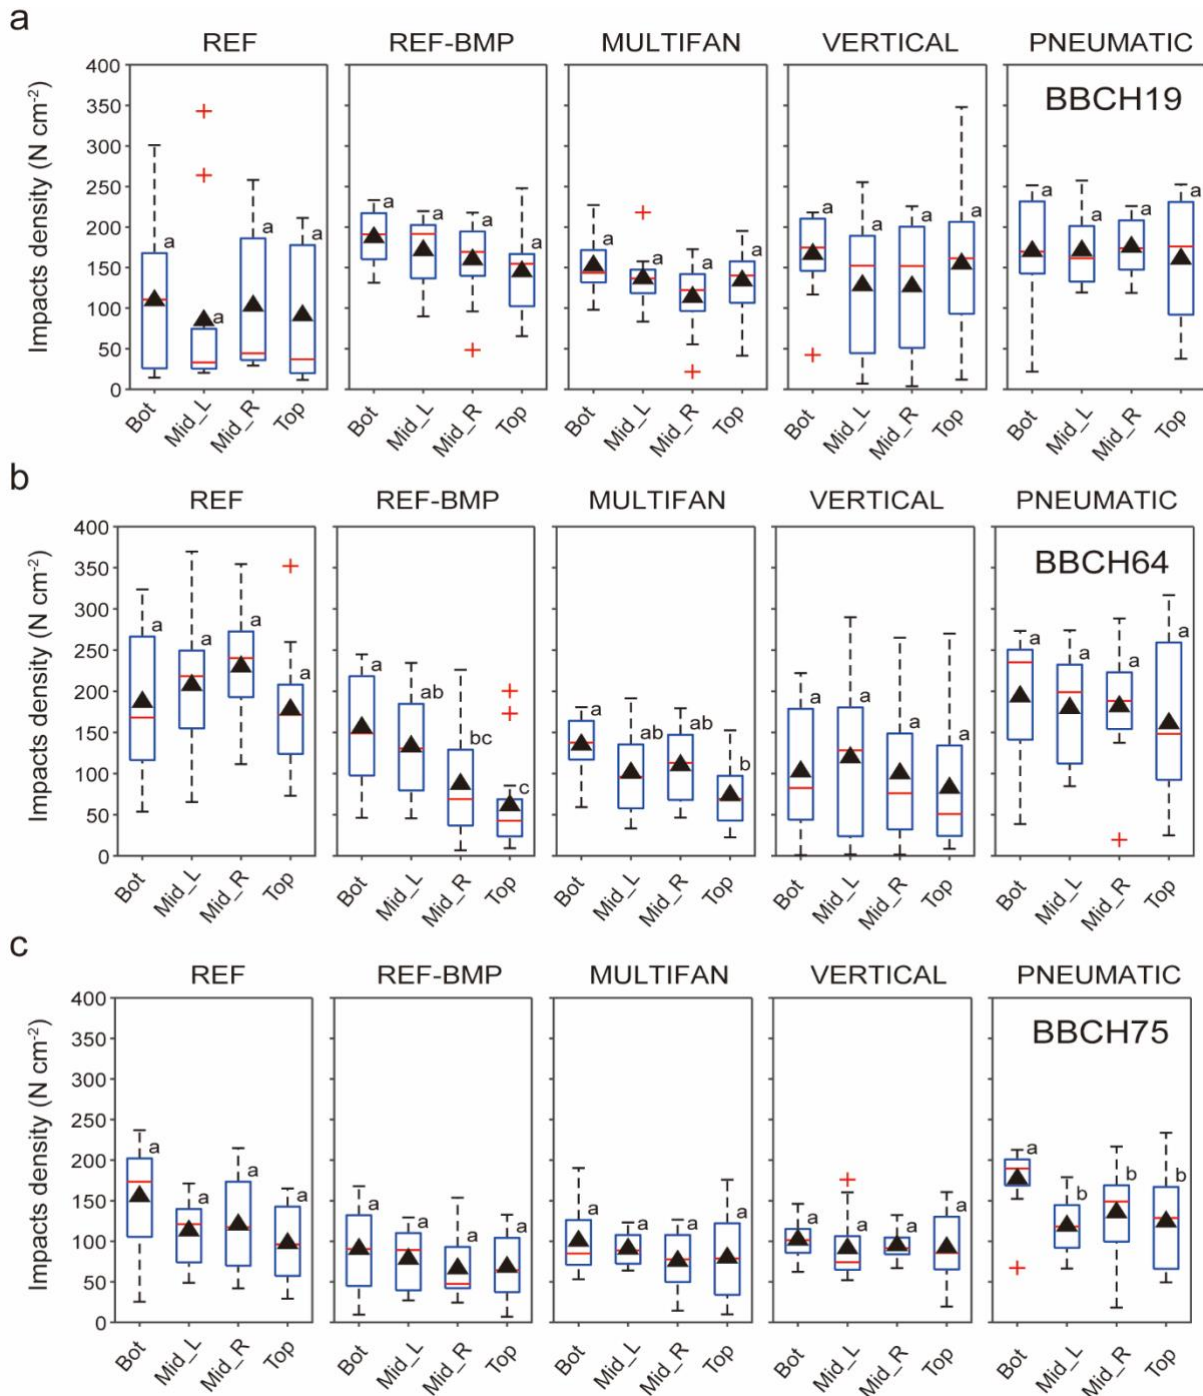 a
REF REF-BMP MULTIFAN VERTICAL PNEUMATIC
BBCH19
Impacts density (N cm-2)
400
350
300
250
200
150
100
50
0
a a a a a a a a a a a a a a a a a a a a
Bot Mid_L Mid_R Top Bot Mid_L Mid_R Top Bot Mid_L Mid_R Top Bot Mid_L Mid_R Top Bot Mid_L Mid_R Top
b
REF REF-BMP MULTIFAN VERTICAL PNEUMATIC
BBCH64
Impacts density (N cm-2)
400
350
300
250
200
150
100
50
0
a a a a a ab bc c a ab ab b a a a a a a a a
Bot Mid_L Mid_R Top Bot Mid_L Mid_R Top Bot Mid_L Mid_R Top Bot Mid_L Mid_R Top Bot Mid_L Mid_R Top
c
REF REF-BMP MULTIFAN VERTICAL PNEUMATIC
BBCH75
Impacts density (N cm-2)
400
350
300
250
200
150
100
50
0
a a a a a a a a a a a a a a a a a b b b
Bot Mid_L Mid_R Top Bot Mid_L Mid_R Top Bot Mid_L Mid_R Top Bot Mid_L Mid_R Top Bot Mid_L Mid_R Top